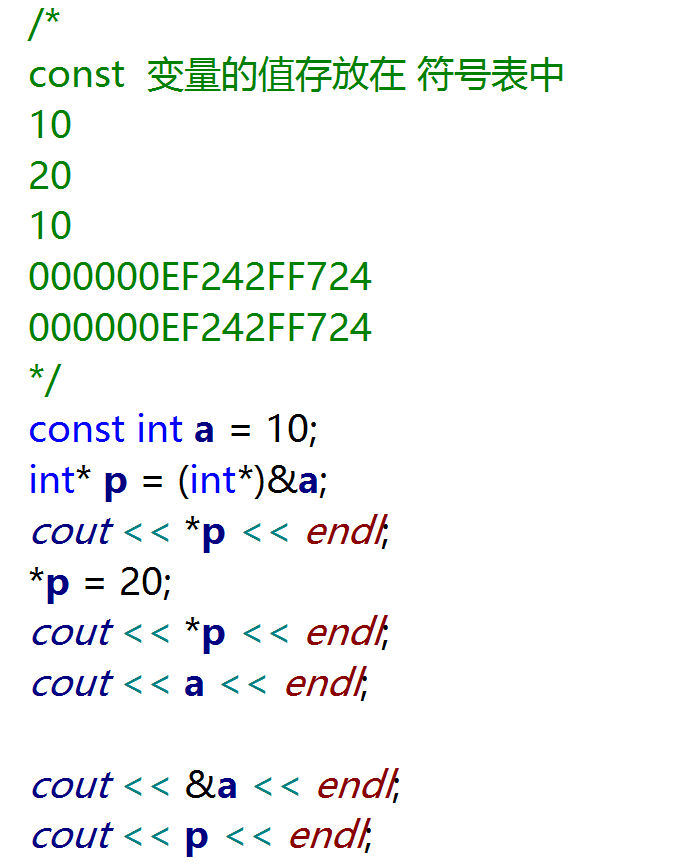 /*
const  变量的值存放在 符号表中
10
20
10
000000EF242FF724
000000EF242FF724
*/
const int a = 10;
int* p = (int*)&a;
cout << *p << endl;
*p = 20;
cout << *p << endl;
cout << a << endl;
cout << &a << endl;
cout << p << endl;